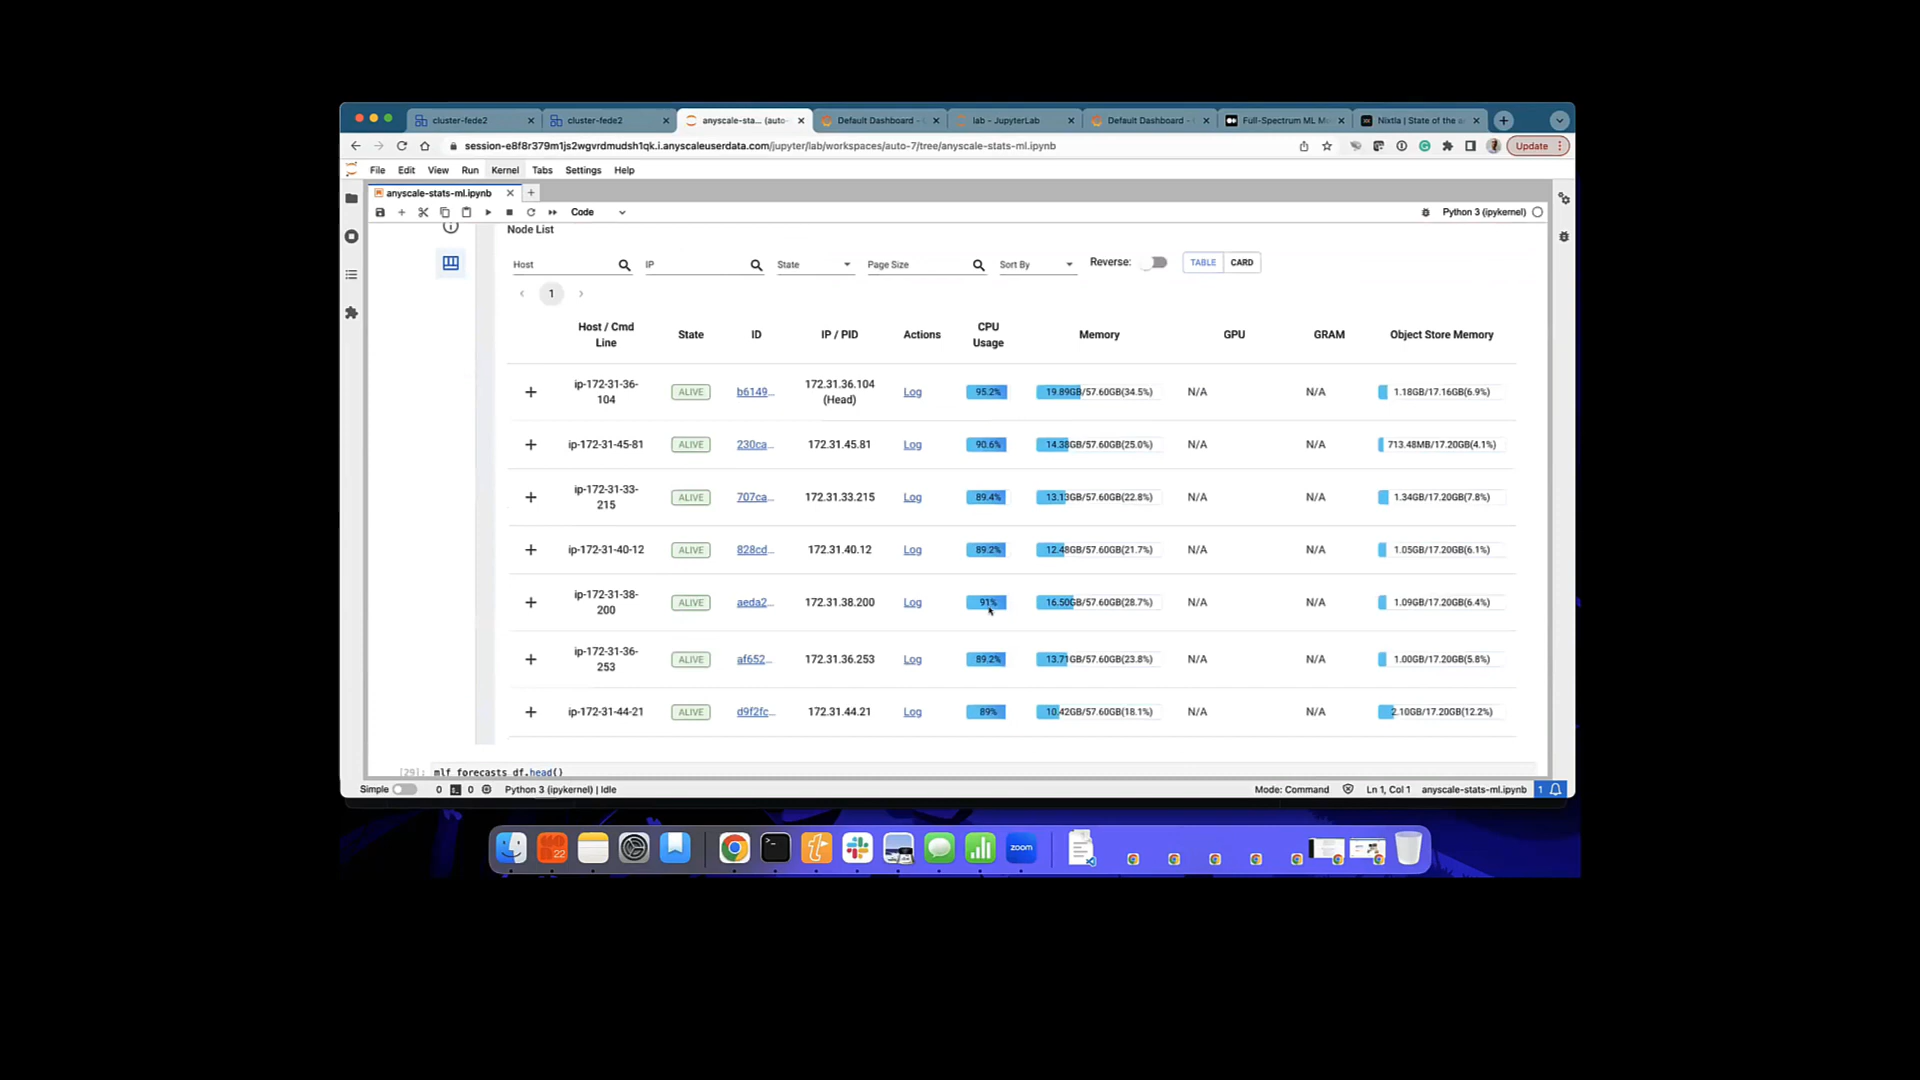 cluster-fede2
cluster-fede2
anyscale-sta... (auto-
Default Dashboard -
lab - JupyterLab
Default Dashboard -
Full-Spectrum ML M
Nixtla | State of the a
session-e8f8r379m1js2wgvrdmudsh1qk.i.anyscaleuserdata.com/jupyter/lab/workspaces/auto-7/tree/anyscale-stats-ml.ipynb
Update
File Edit View Run Kernel Tabs Settings Help
anyscale-stats-ml.ipynb
Code
Python 3 (ipykernel)
Node List
Host
IP
State
Page Size
Sort By
Reverse:
TABLE
CARD
1
Host / Cmd Line State ID IP / PID Actions CPU Usage Memory GPU GRAM Object Store Memory
+ ip-172-31-36-104 ALIVE b6149... 172.31.36.104 (Head) Log 95.2% 19.89GB/57.60GB(34.5%) N/A N/A 1.18GB/17.16GB(6.9%)
+ ip-172-31-45-81 ALIVE 230ca... 172.31.45.81 Log 90.6% 14.38GB/57.60GB(25.0%) N/A N/A 713.48MB/17.20GB(4.1%)
+ ip-172-31-33-215 ALIVE 707ca... 172.31.33.215 Log 89.4% 13.13GB/57.60GB(22.8%) N/A N/A 1.34GB/17.20GB(7.8%)
+ ip-172-31-40-12 ALIVE 828cd... 172.31.40.12 Log 89.2% 12.48GB/57.60GB(21.7%) N/A N/A 1.05GB/17.20GB(6.1%)
+ ip-172-31-38-200 ALIVE aeda2... 172.31.38.200 Log 91% 16.50GB/57.60GB(28.7%) N/A N/A 1.09GB/17.20GB(6.4%)
+ ip-172-31-36-253 ALIVE af652... 172.31.36.253 Log 89.2% 13.71GB/57.60GB(23.8%) N/A N/A 1.00GB/17.20GB(5.8%)
+ ip-172-31-44-21 ALIVE d9f2fc... 172.31.44.21 Log 89% 10.42GB/57.60GB(18.1%) N/A N/A 2.10GB/17.20GB(12.2%)
[29]: mlf_forecasts_df.head()
Simple 0 0 Python 3 (ipykernel) | Idle
Mode: Command Ln 1, Col 1 anyscale-stats-ml.ipynb 1
22
zoom